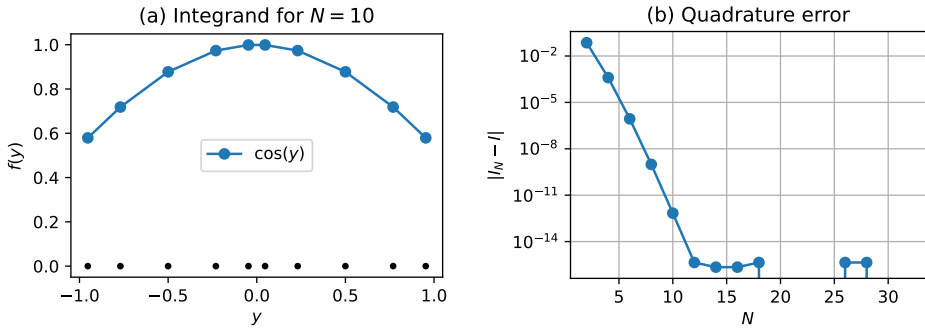 (a) Integrand for N = 10
f(y)
1.0
0.8
0.6
0.4
0.2
0.0
cos(y)
−1.0 −0.5 0.0 0.5 1.0
y
(b) Quadrature error
|I_N − I|
10^−2
10^−5
10^−8
10^−11
10^−14
5 10 15 20 25 30
N